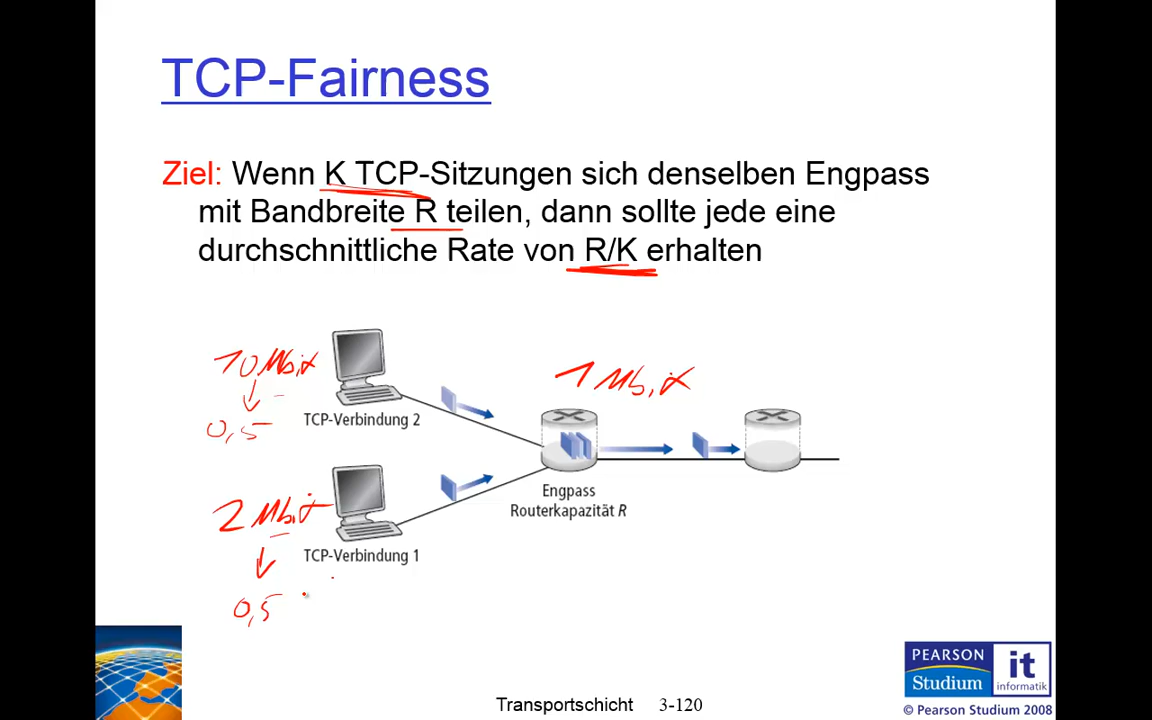 TCP-Fairness
Ziel: Wenn K TCP-Sitzungen sich denselben Engpass
mit Bandbreite R teilen, dann sollte jede eine
durchschnittliche Rate von R/K erhalten
10 Mbit
0,5
TCP-Verbindung 2
1 Mbit
2 Mbit
0,5
TCP-Verbindung 1
Engpass
Routerkapazität R
PEARSON
Studium
it
informatik
Transportschicht 3-120
© Pearson Studium 2008